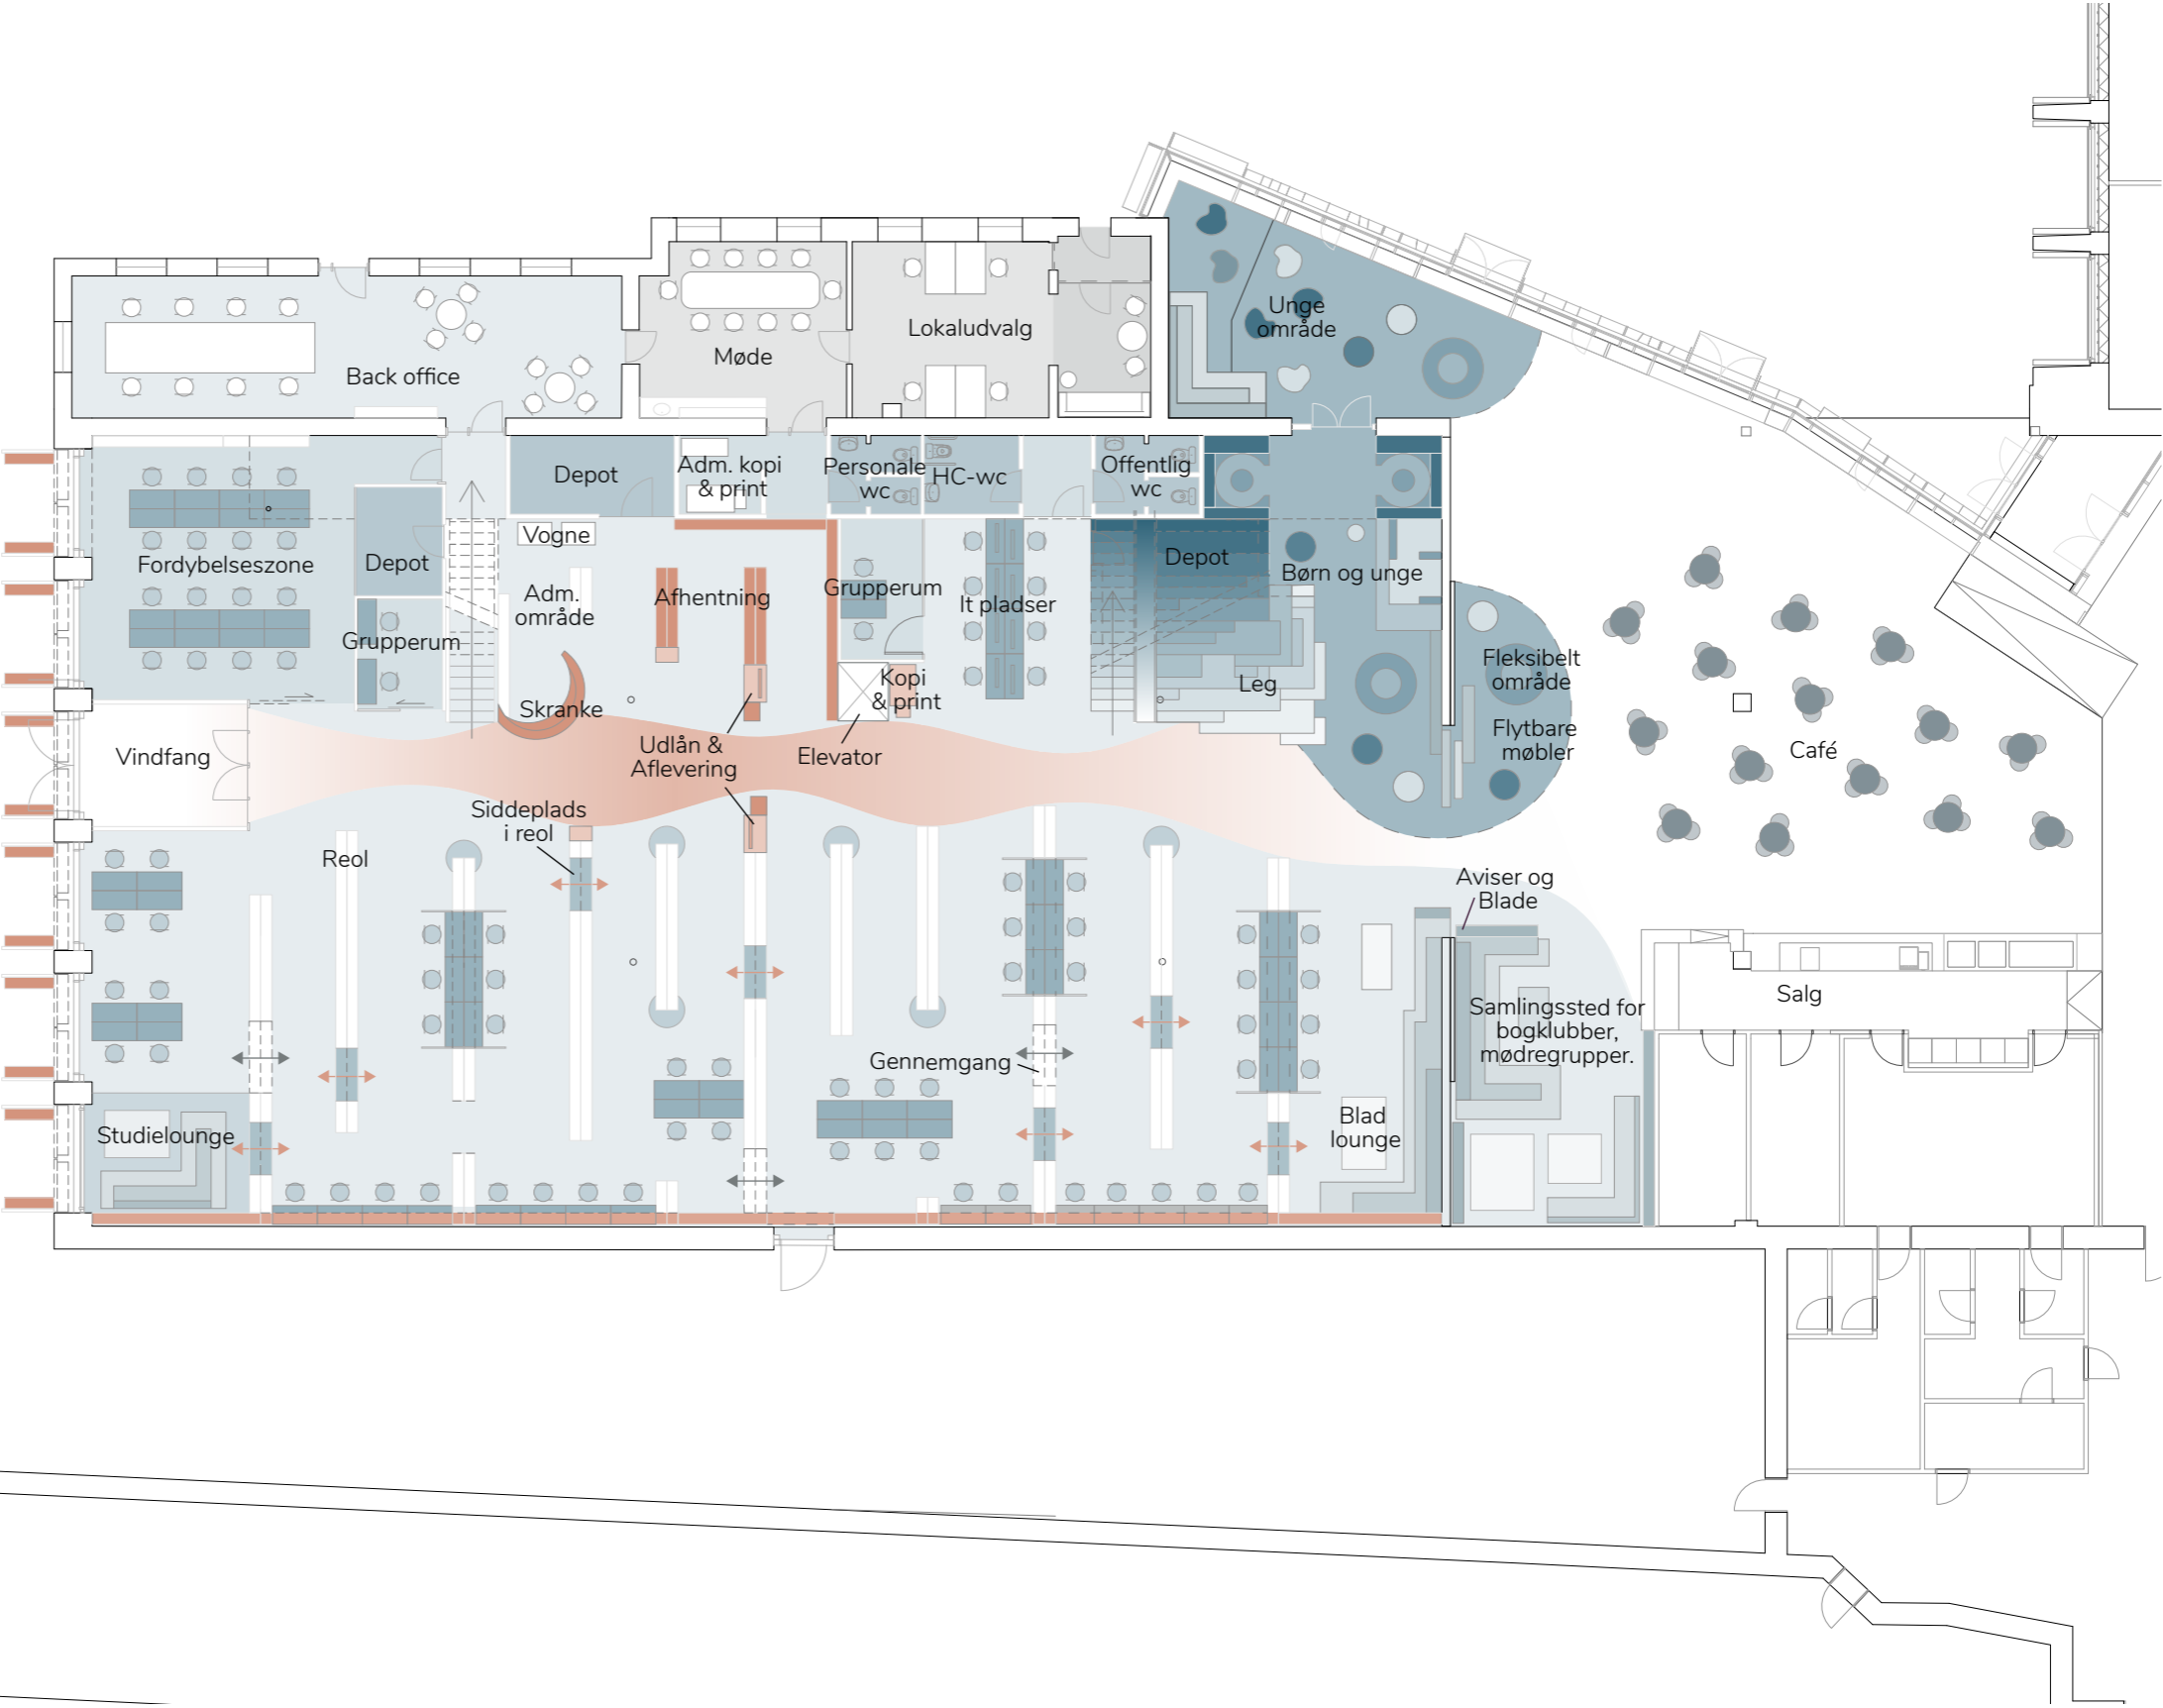 Unge
område
Lokaludvalg
Møde
Back office
Depot
Adm. kopi
& print
Personale
wc
HC-wc
Offentlig
wc
Vogne
Fordybelseszone
Depot
Adm.
område
Afhentning
Grupperum
It pladser
Depot
Børn og unge
Grupperum
Skranke
Kopi
& print
Leg
Fleksibelt
område
Flytbare
møbler
Vindfang
Udlån &
Aflevering
Elevator
Café
Siddeplads
i reol
Reol
Aviser og
Blade
Salg
Samlingssted for
bogklubber,
mødregrupper.
Gennemgang
Studielounge
Blad
lounge